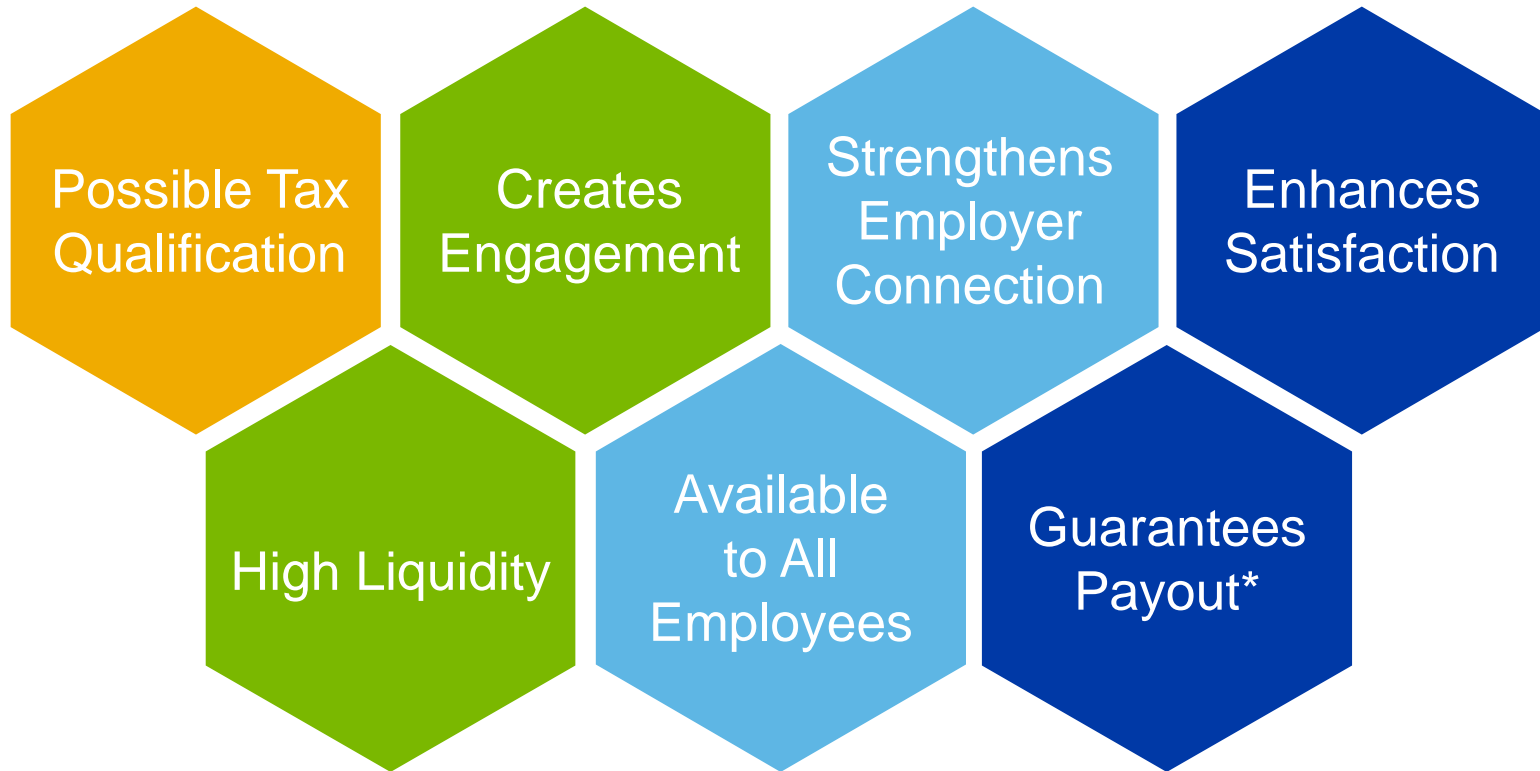 Possible Tax
Qualification
Creates
Engagement
Strengthens
Employer
Connection
Enhances
Satisfaction
High Liquidity
Available
to All
Employees
Guarantees
Payout*